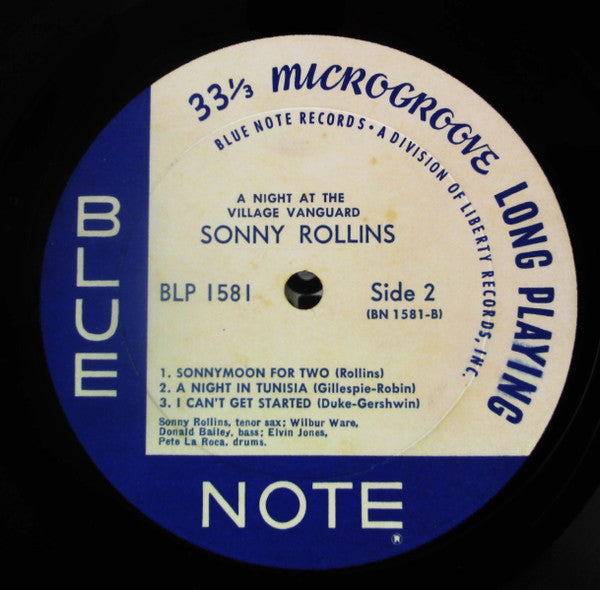 33⅓ MICROGROOVE LONG PLAYING
BLUE NOTE RECORDS • A DIVISION OF LIBERTY RECORDS, INC.
A NIGHT AT THE
VILLAGE VANGUARD
SONNY ROLLINS
BLP 1581
Side 2
(BN 1581-B)
1. SONNYMOON FOR TWO (Rollins)
2. A NIGHT IN TUNISIA (Gillespie-Robin)
3. I CAN'T GET STARTED (Duke-Gershwin)
Sonny Rollins, tenor sax; Wilbur Ware,
Donald Bailey, bass; Elvin Jones,
Pete La Roca, drums.
BLUE
NOTE
®